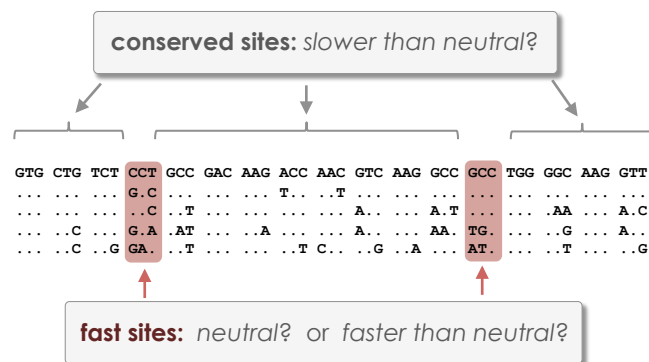 conserved sites: slower than neutral?
GTG CTG TCT CCT GCC GAC AAG ACC AAC GTC AAG GCC GCC TGG GGC AAG GTT
... ... ... G.C ... ... ... T.. ..T ... ... ... ... ... ... ... ...
... ... ... ..C ..T ... ... ... ... A.. ... A.T ... ... .AA ... A.C
... ..C ... G.A .AT ... ..A ... ... A.. ... AA. TG. ... ..G ... A..
... ..C ..G GA. ..T ... ... ..T C.. ..G ..A ... AT. ... ..T ... ..G
fast sites: neutral? or faster than neutral?